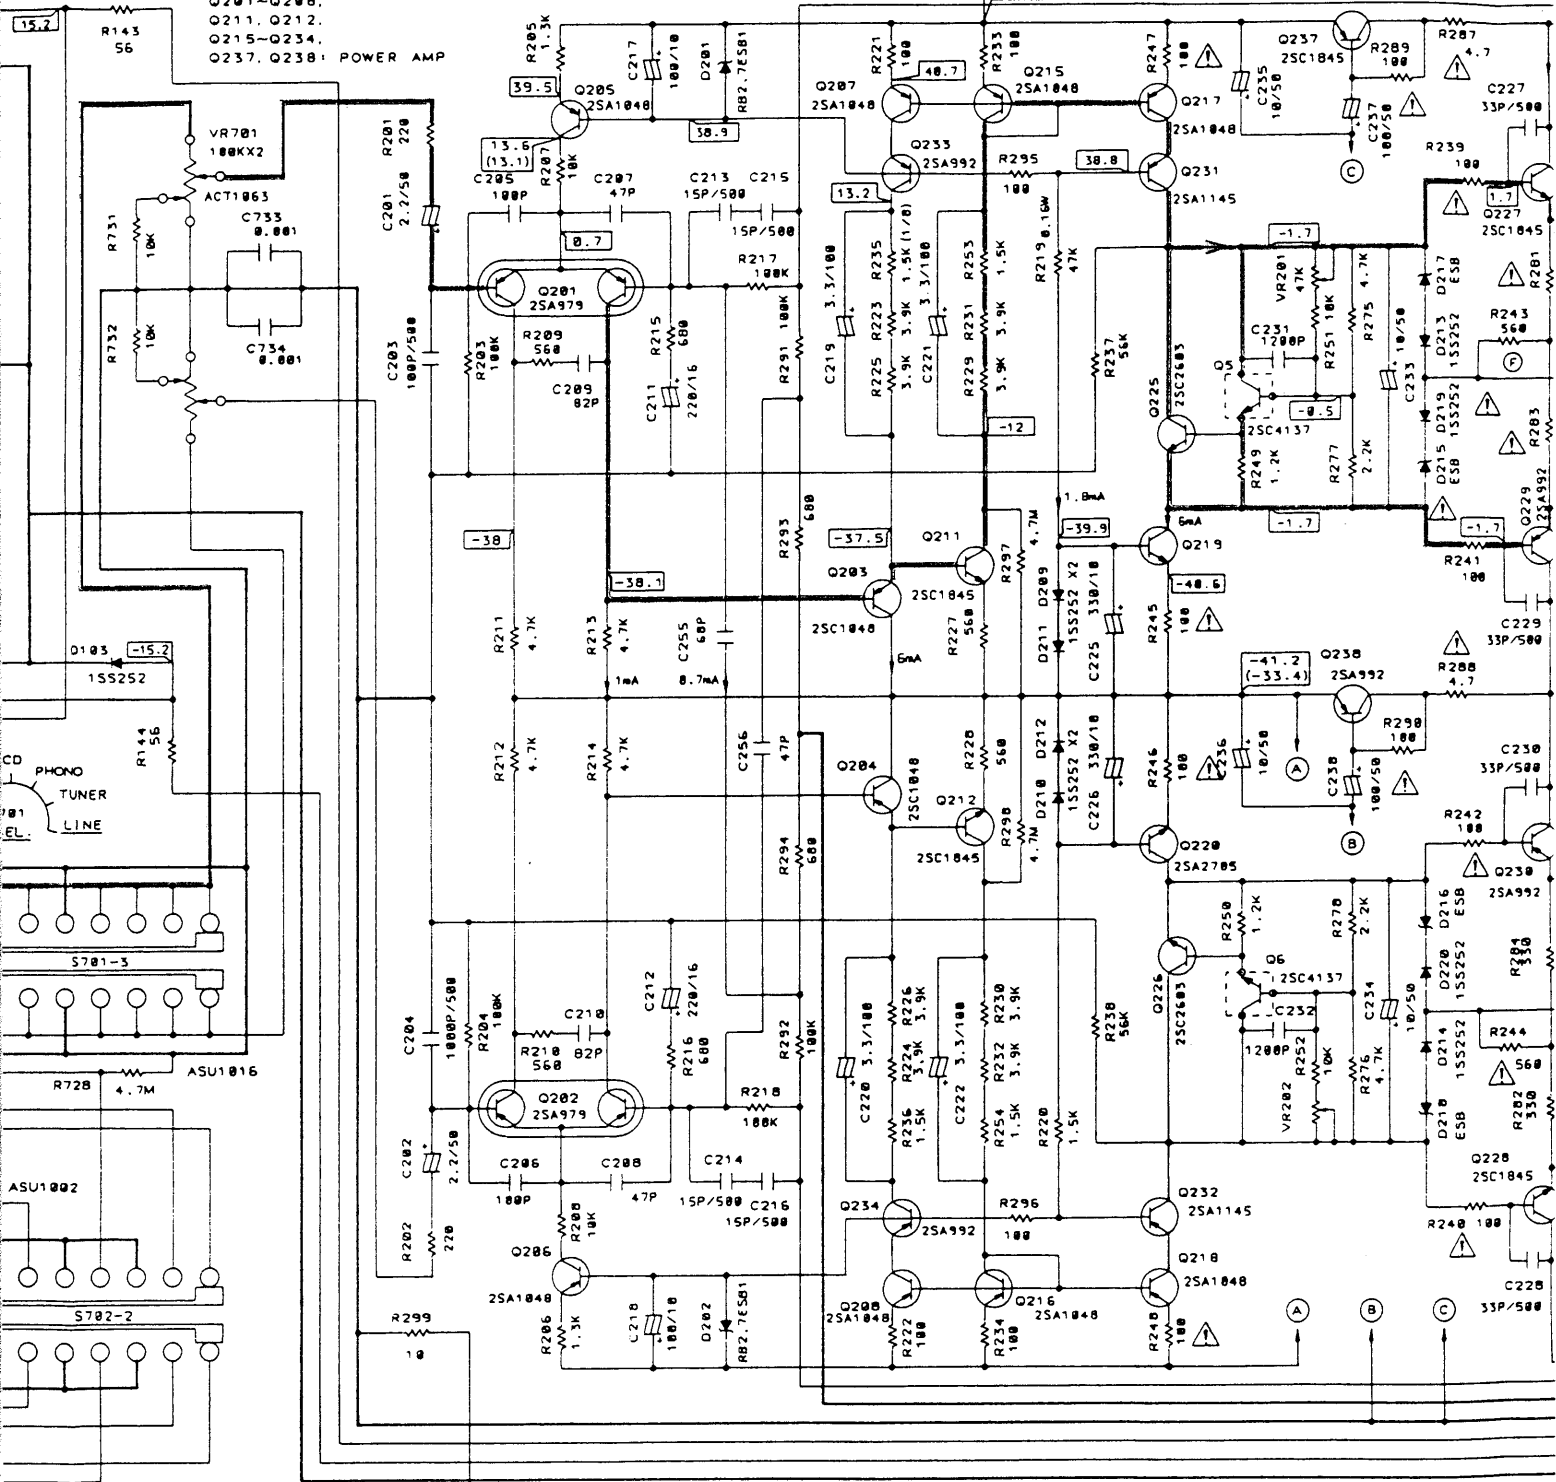 Q211, Q212,
Q215~Q234,
Q237, Q238: POWER AMP
15.2
R143
56
R205
1.3K
C217
100/10
D201
RB2.7ESB1
R221
100
40.7
R233
100
R247
100
C235
10/50
Q237
2SC1845
R289
100
R287
4.7
C227
33P/500
39.5
Q205
2SA1048
38.9
Q207
2SA1048
Q215
2SA1048
Q217
2SA1048
C237
100/50
C
VR701
100KX2
ACT1063
R201
220
C201
2.2/50
13.6
(13.1)
R207
10K
Q233
2SA992
13.2
R295
100
38.8
Q231
2SA1145
R239
100
1.7
Q227
2SC1845
C205
100P
C207
47P
C213
15P/500
C215
15P/500
R731
10K
C733
0.001
0.7
R217
100K
C219
3.3/100
R235
1.5K (1/8)
C221
3.3/100
R253
1.5K
R219
0.16W
47K
-1.7
VR201
47K
R275
4.7K
D217
ESB
R281
Q201
2SA979
R732
10K
C734
0.001
C203
100P/500
R203
100K
R209
560
C209
82P
R215
680
C211
220/16
R291
100K
R223
3.9K
R225
3.9K
R231
3.9K
R229
3.9K
R237
56K
C231
1200P
R251
10K
10/50
C233
D213
1SS252
R243
560
F
Q225
2SC2603
Q5
2SC4137
-0.5
R249
1.2K
R277
2.2K
D219
1SS252
D215
ESB
R283
-12
-38
R293
680
-37.5
Q211
2SC1845
R297
4.7M
1.8mA
-39.9
6mA
Q219
-1.7
-1.7
Q229
2SA992
R241
100
-38.1
Q203
2SC1048
-40.6
D209
D211
1SS252 X2
330/10
C225
R245
100
C229
33P/500
R211
4.7K
R213
4.7K
C255
68P
R227
560
6mA
D103
-15.2
1SS252
1mA
8.7mA
-41.2
(-33.4)
Q238
2SA992
R288
4.7
R290
100
R144
56
R212
4.7K
R214
4.7K
C256
47P
R228
560
D212
D210
1SS252 X2
330/10
C226
R246
100
C236
10/50
A
C238
100/50
B
C230
33P/500
CD
PHONO
TUNER
LINE
Q204
2SC1048
Q212
2SC1845
R298
4.7M
R294
680
Q220
2SA2705
R242
100
Q230
2SA992
S701-3
C212
220/16
R250
1.2K
R278
2.2K
D216
ESB
Q226
2SC2603
Q6
2SC4137
D220
1SS252
R284
330
C204
1000P/500
R204
100K
C210
82P
R210
560
R216
680
R292
100K
C220
3.3/100
R226
3.9K
R224
3.9K
C222
3.3/100
R230
3.9K
R232
3.9K
R238
56K
C232
1200P
R252
10K
C234
10/50
D214
1SS252
R244
560
R728
4.7M
ASU1016
Q202
2SA979
R218
100K
R236
1.5K
R254
1.5K
R220
1.5K
VR202
R276
4.7K
D218
ESB
R282
330
C202
2.2/50
C206
100P
C208
47P
C214
15P/500
C216
15P/500
Q228
2SC1845
ASU1002
R202
220
R208
10K
Q234
2SA992
R296
100
Q232
2SA1145
R240
100
Q206
2SA1048
Q208
2SA1048
Q216
2SA1048
Q218
2SA1048
C228
33P/500
S702-2
R299
10
R206
1.3K
C218
100/10
D202
RB2.7ESB1
R222
100
R234
100
R248
100
A
B
C